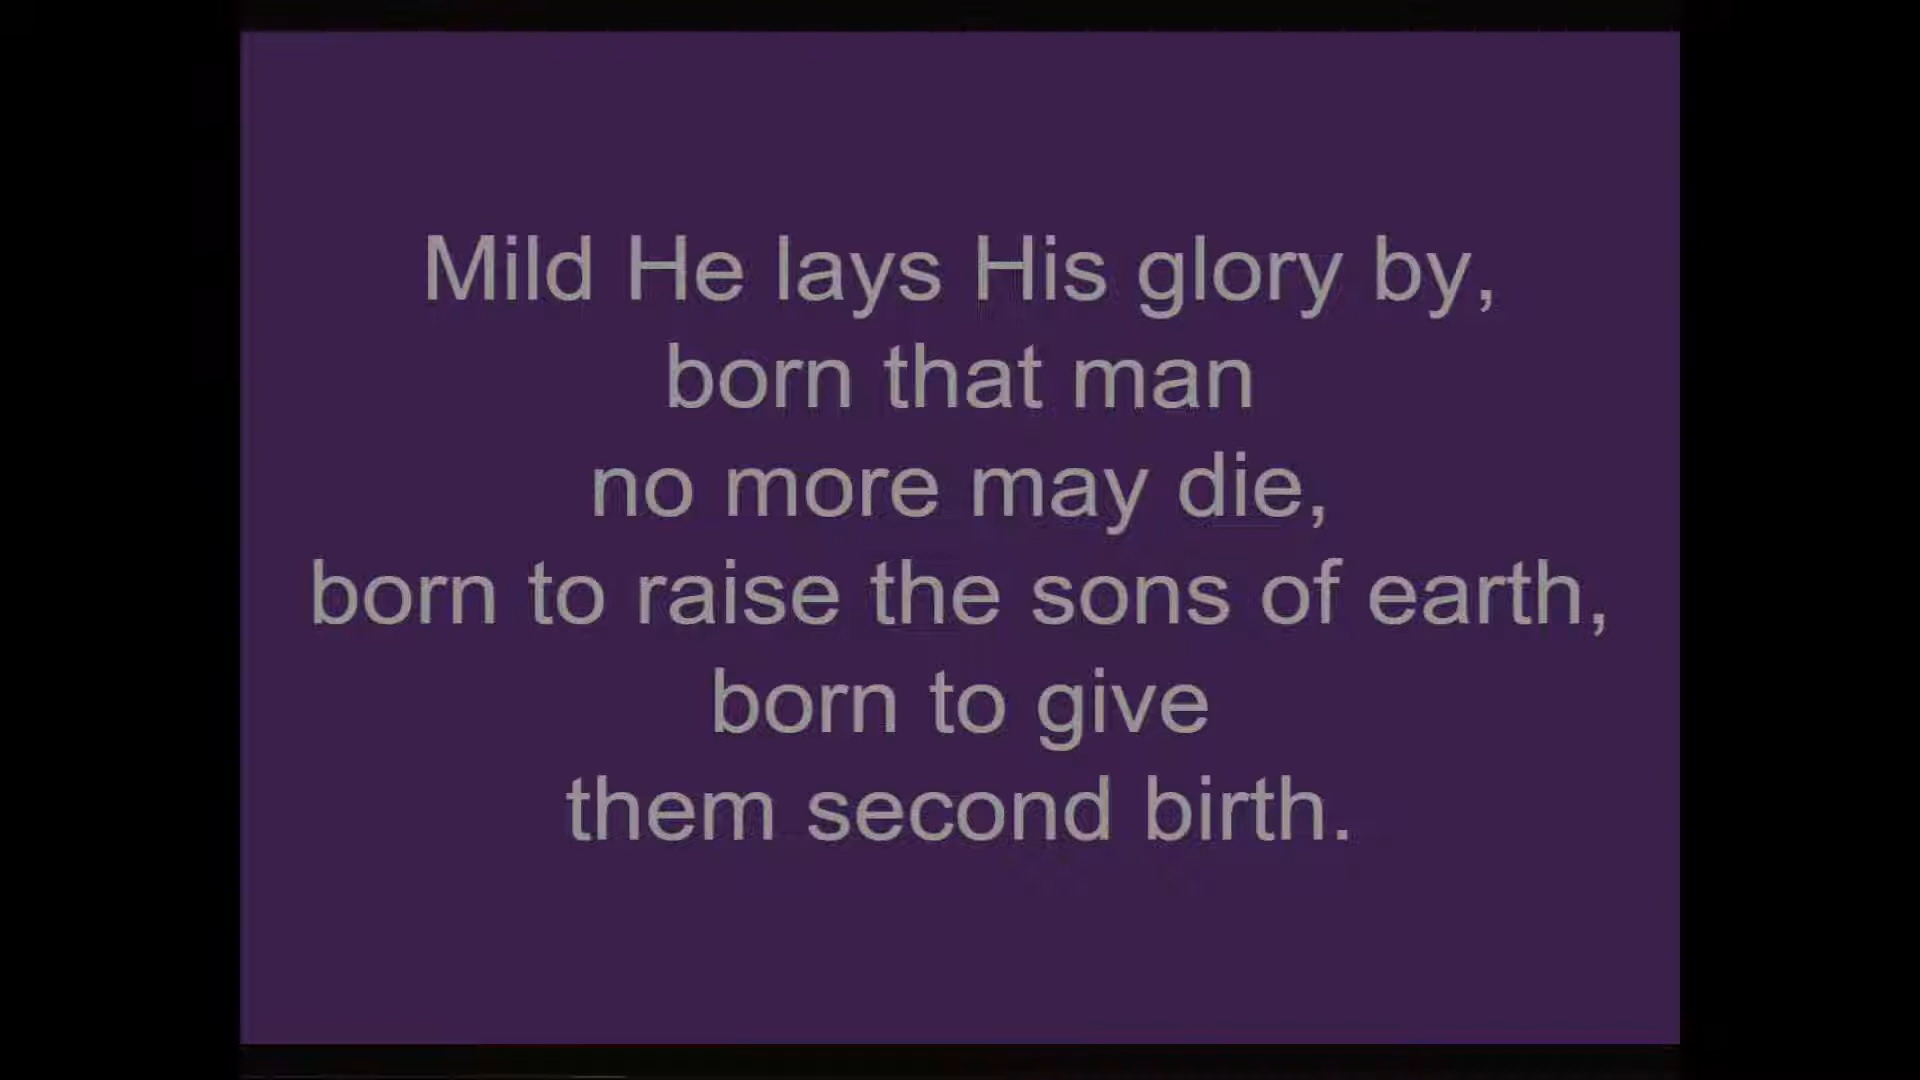 Mild He lays His glory by,
born that man
no more may die,
born to raise the sons of earth,
born to give
them second birth.